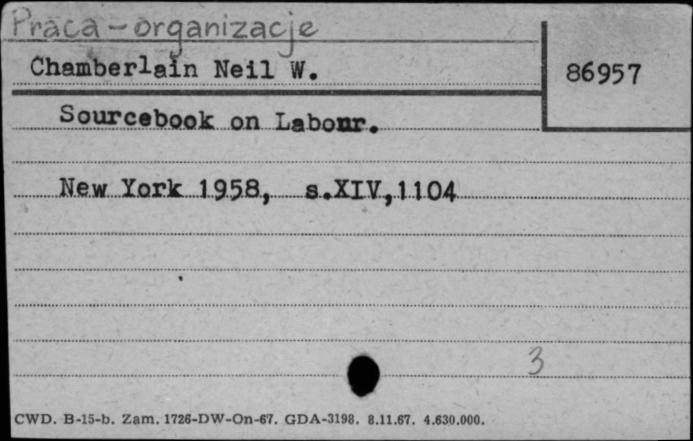 Praca - organizacje
Chamberlain Neil W.
86957
Sourcebook on Labour.
New York 1958, s.XIV,1104
3
CWD. B-15-b. Zam. 1726-DW-On-67. GDA-3198. 8.11.67. 4.630.000.